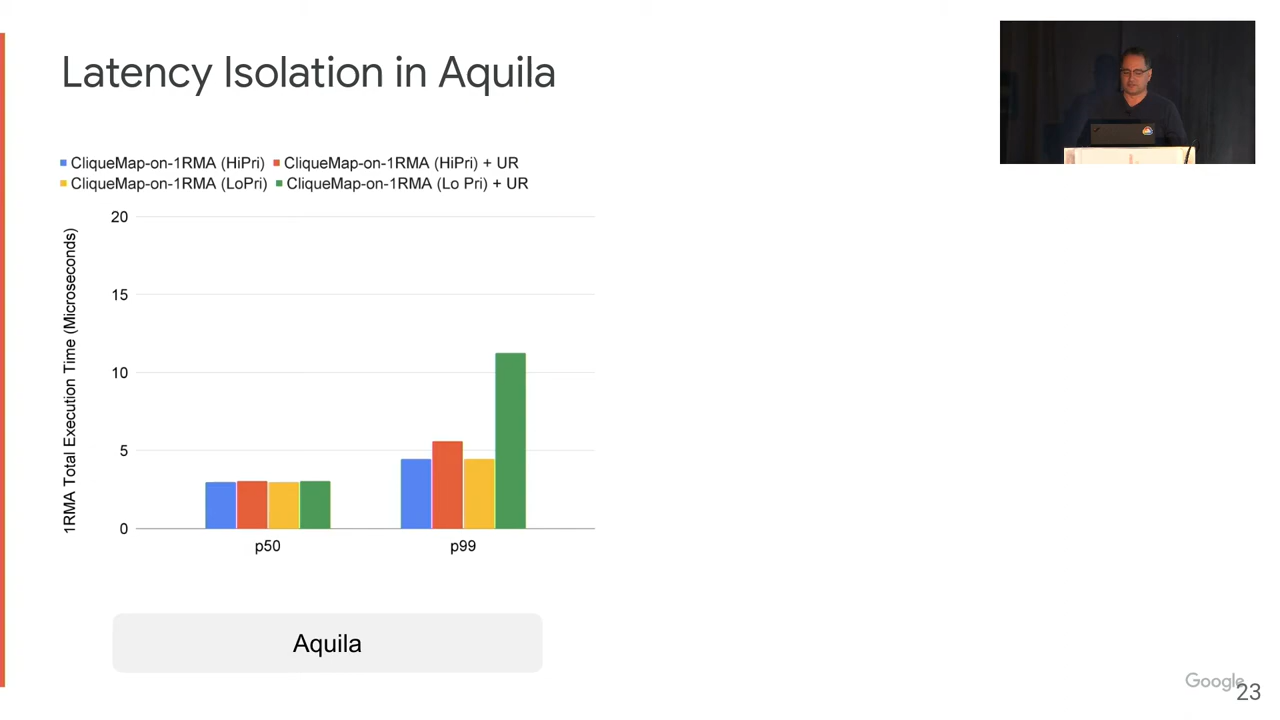 Latency Isolation in Aquila
CliqueMap-on-1RMA (HiPri) CliqueMap-on-1RMA (HiPri) + UR
CliqueMap-on-1RMA (LoPri) CliqueMap-on-1RMA (Lo Pri) + UR
1RMA Total Execution Time (Microseconds)
20
15
10
5
0
p50 p99
Aquila
Google
23